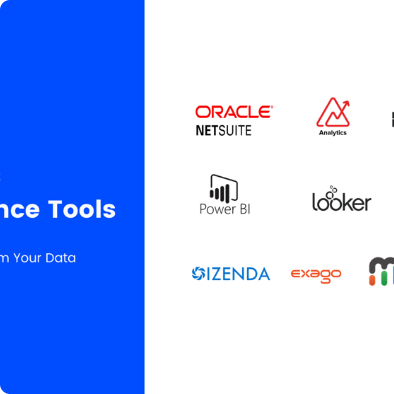 nce Tools
m Your Data
ORACLE®
NETSUITE
Analytics
Power BI
looker
IZENDA
exago